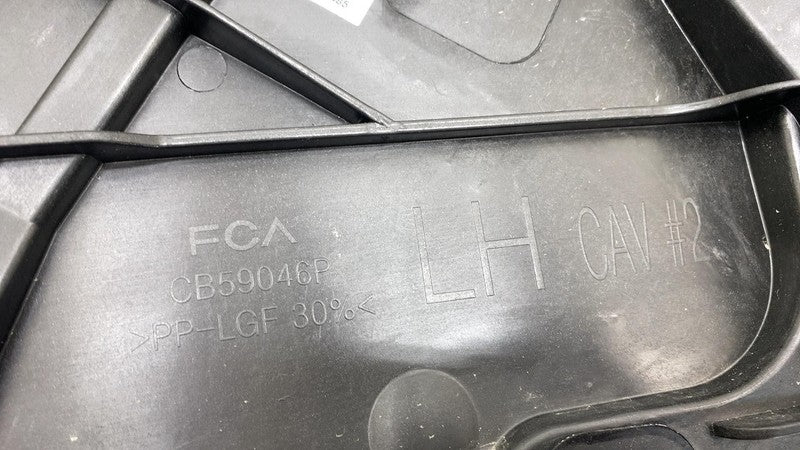 FCA
CB59046P
>PP-LGF 30%<
LH
CAV #2